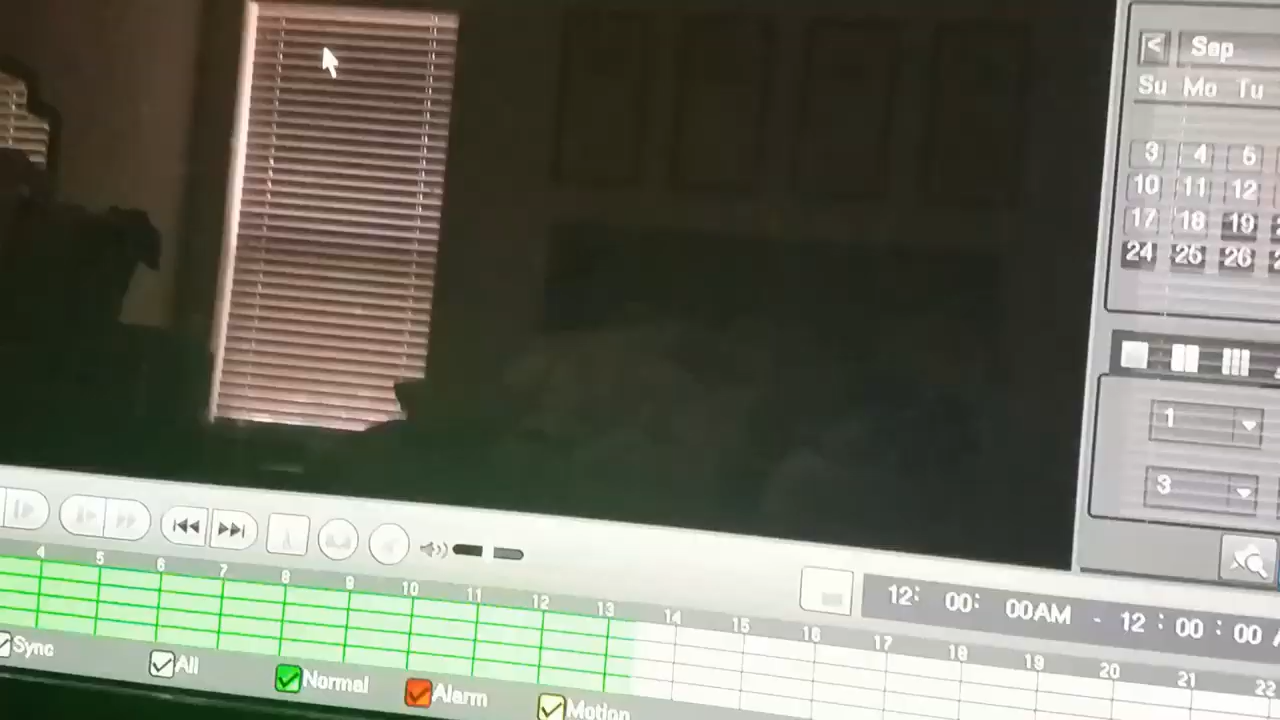 < Sep
Su Mo Tu
3 4 5
10 11 12
17 18 19
24 25 26
1
3
12: 00: 00AM - 12 : 00 : 00
4 5 6 7 8 9 10 11 12 13 14 15 16 17 18 19 20 21 22
Sync All Normal Alarm Motion